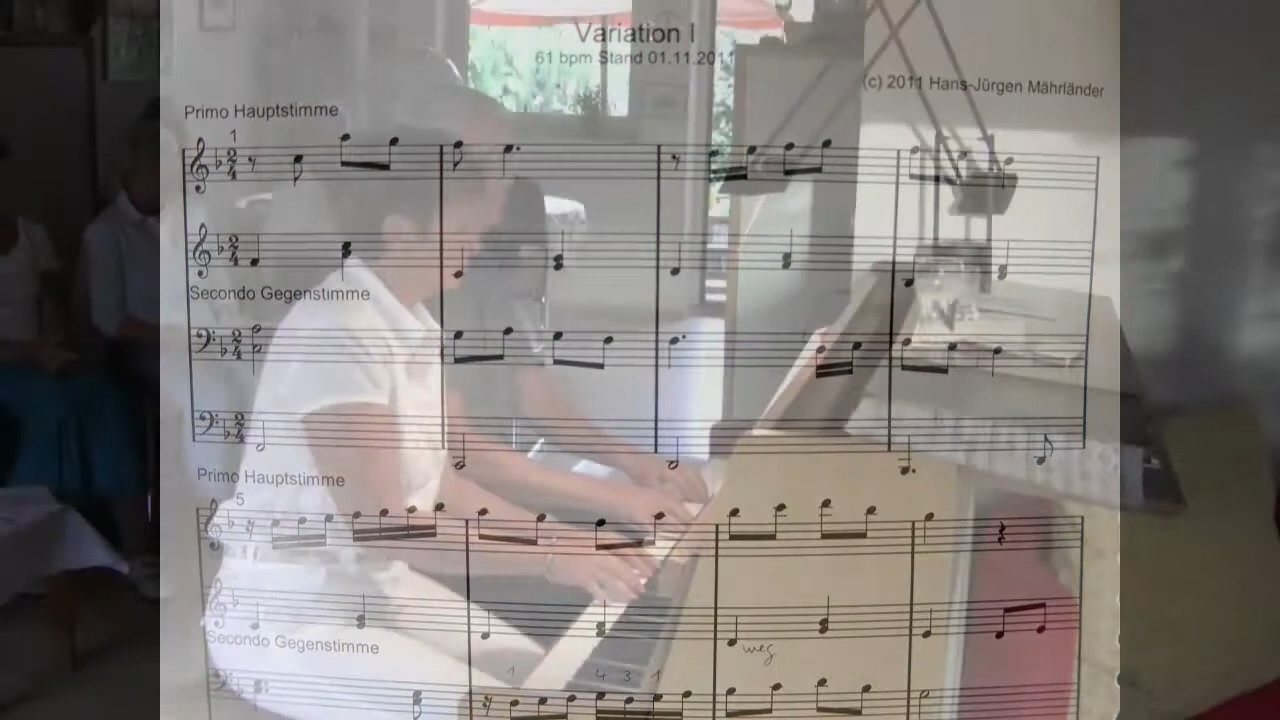 Variation I
61 bpm Stand 01.11.2011
(c) 2011 Hans-Jürgen Mährländer
Primo Hauptstimme
1
Secondo Gegenstimme
Primo Hauptstimme
5
Secondo Gegenstimme
weg
1 4 3 1